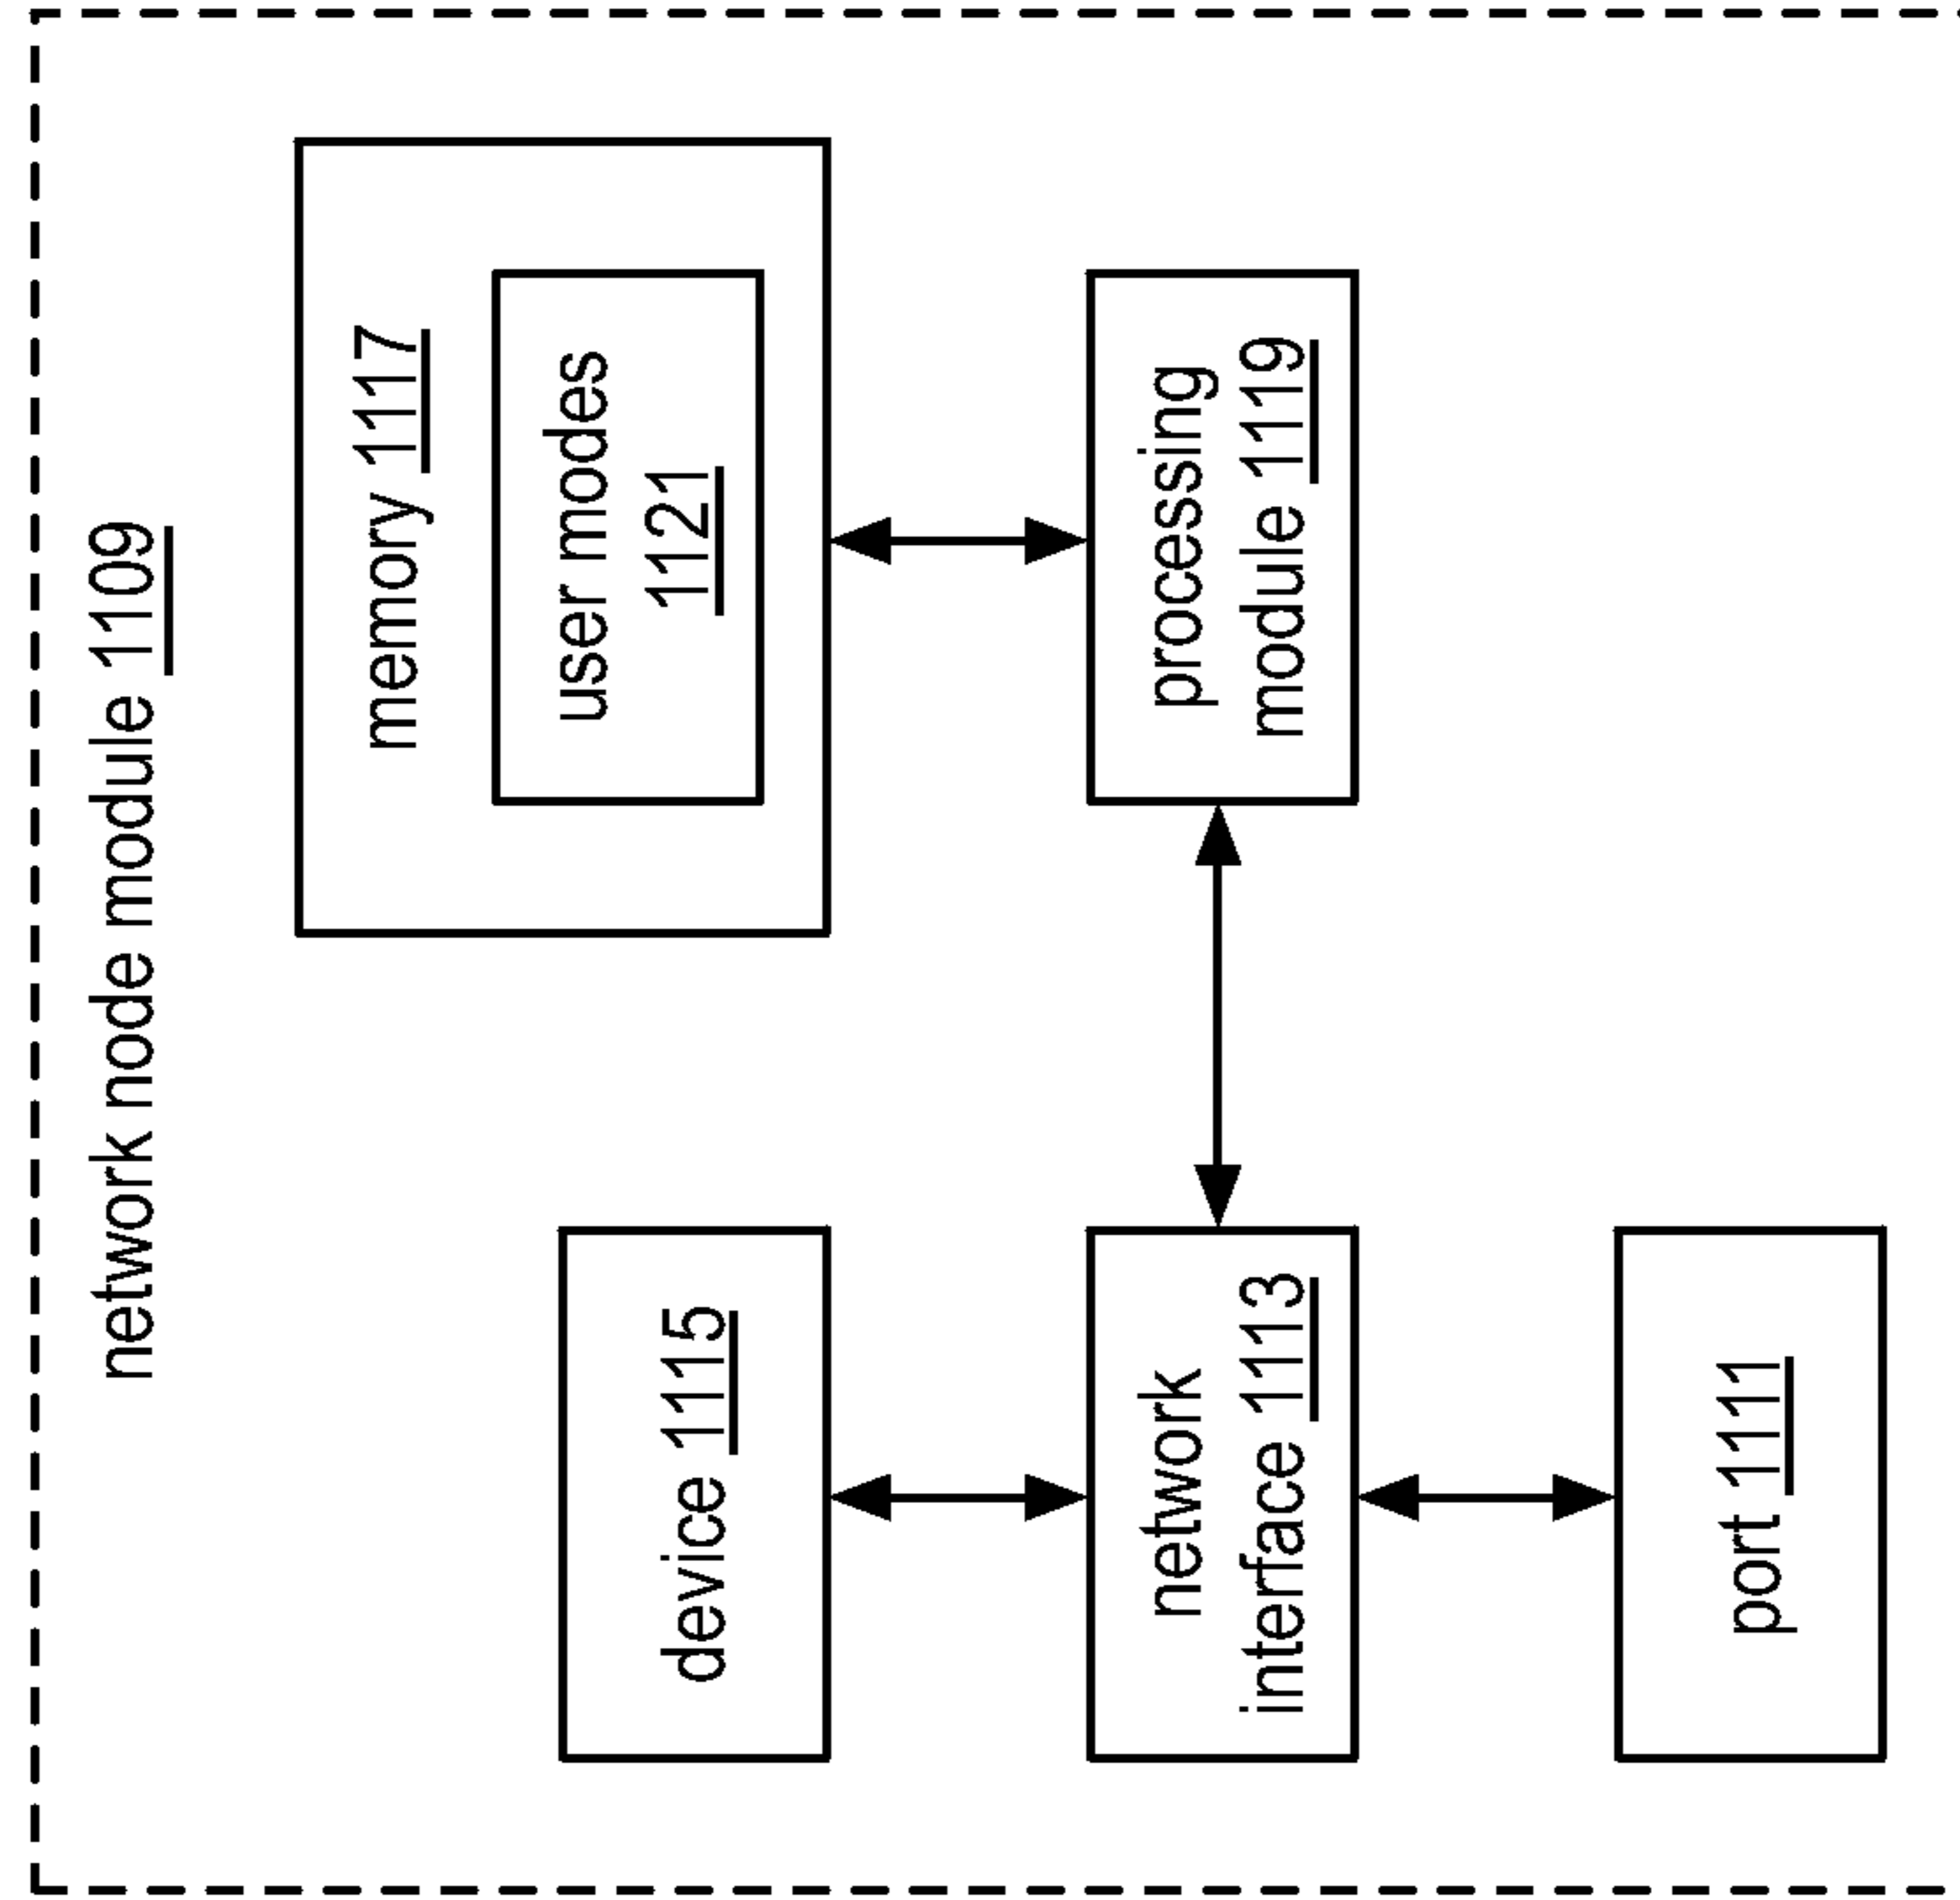 network node module 1109
device 1115
memory 1117
user modes
1121
network
interface 1113
processing
module 1119
port 1111